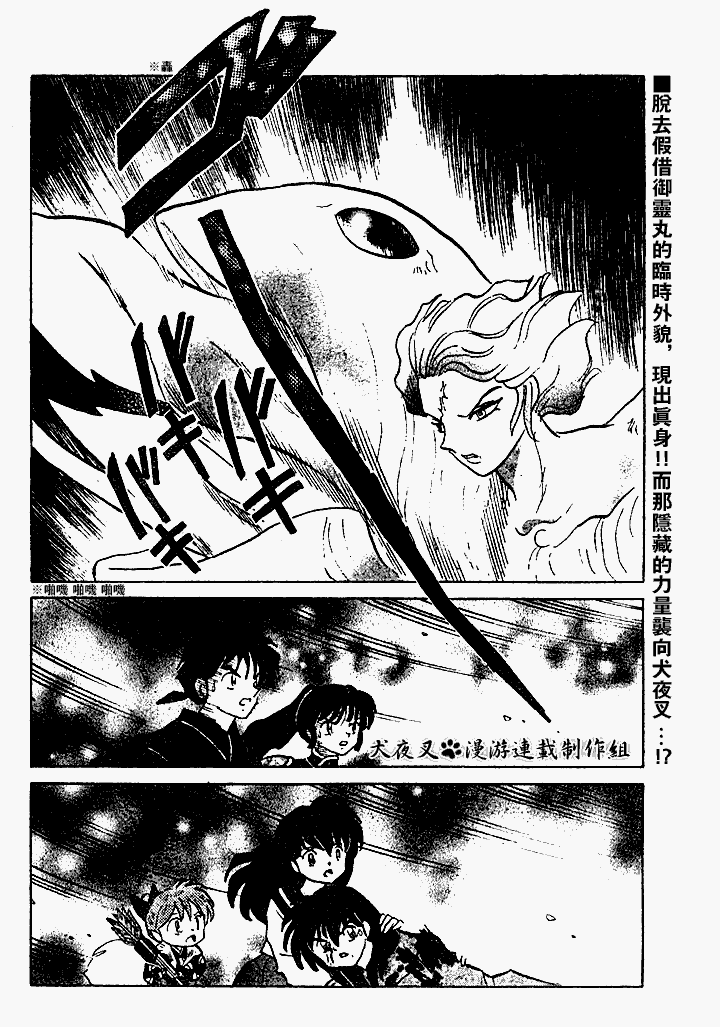 ■脫去假借御靈丸的臨時外貌，現出眞身!!而那隱藏的力量襲向犬夜叉…!?
※轟
ゴ
バキ
バキ
バキ
※啪嘰 啪嘰 啪嘰
犬夜叉漫游連載制作組